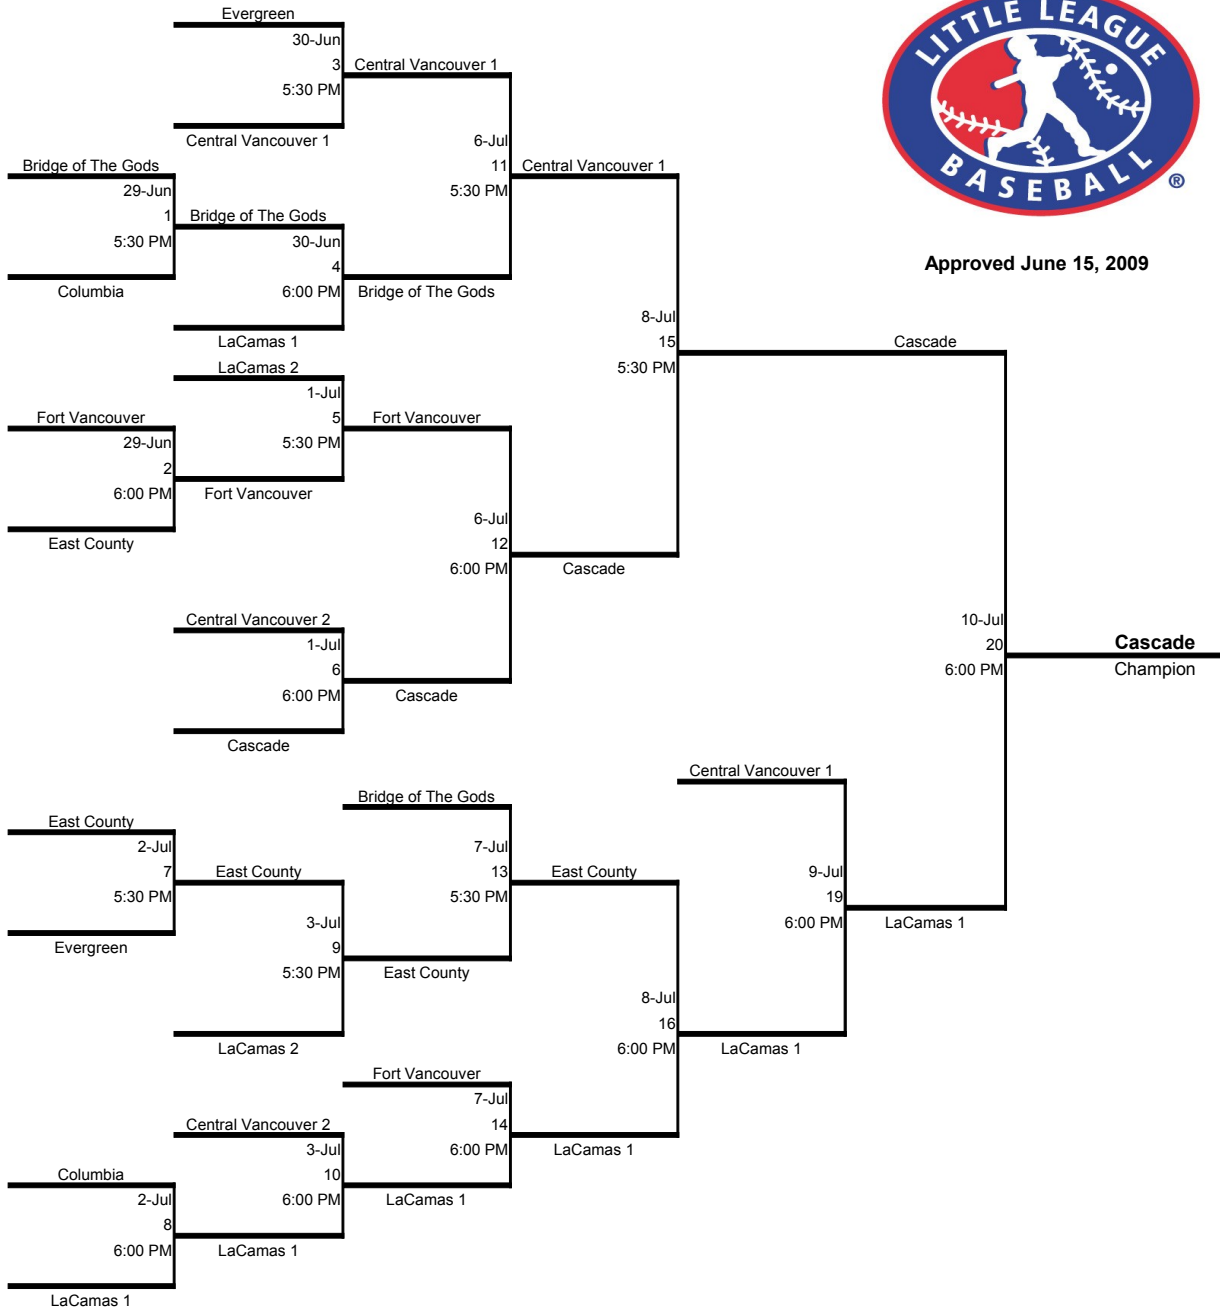 Evergreen
30-Jun
3
5:30 PM
Central Vancouver 1
Central Vancouver 1
6-Jul
11
5:30 PM
Central Vancouver 1
Bridge of The Gods
29-Jun
1
5:30 PM
Columbia
Bridge of The Gods
30-Jun
4
6:00 PM
LaCamas 1
Bridge of The Gods
LITTLE LEAGUE
BASEBALL
®
Approved June 15, 2009
8-Jul
15
5:30 PM
Cascade
LaCamas 2
1-Jul
5
5:30 PM
Fort Vancouver
Fort Vancouver
29-Jun
2
6:00 PM
Fort Vancouver
East County
6-Jul
12
6:00 PM
Cascade
Central Vancouver 2
1-Jul
6
6:00 PM
Cascade
Cascade
10-Jul
20
6:00 PM
Cascade
Champion
Central Vancouver 1
Bridge of The Gods
East County
2-Jul
7
5:30 PM
Evergreen
East County
7-Jul
13
5:30 PM
East County
3-Jul
9
5:30 PM
East County
LaCamas 2
9-Jul
19
6:00 PM
LaCamas 1
8-Jul
16
6:00 PM
LaCamas 1
Fort Vancouver
7-Jul
14
6:00 PM
LaCamas 1
Central Vancouver 2
3-Jul
10
6:00 PM
LaCamas 1
Columbia
2-Jul
8
6:00 PM
LaCamas 1
LaCamas 1